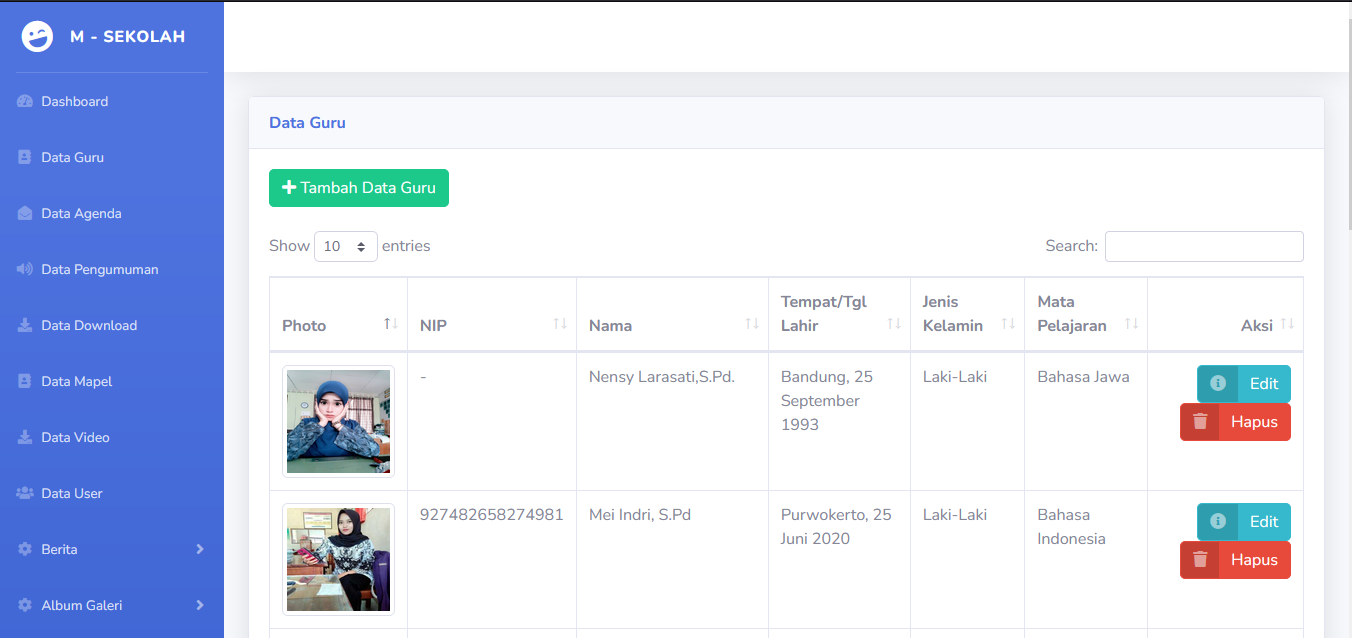 M - SEKOLAH
Dashboard
Data Guru
Data Agenda
Data Pengumuman
Data Download
Data Mapel
Data Video
Data User
Berita
Album Galeri
Data Guru
Tambah Data Guru
Show 10 entries
Search:
Photo
NIP
Nama
Tempat/Tgl
Lahir
Jenis
Kelamin
Mata
Pelajaran
Aksi
-
Nensy Larasati,S.Pd.
Bandung, 25
September
1993
Laki-Laki
Bahasa Jawa
Edit
Hapus
927482658274981
Mei Indri, S.Pd
Purwokerto, 25
Juni 2020
Laki-Laki
Bahasa
Indonesia
Edit
Hapus